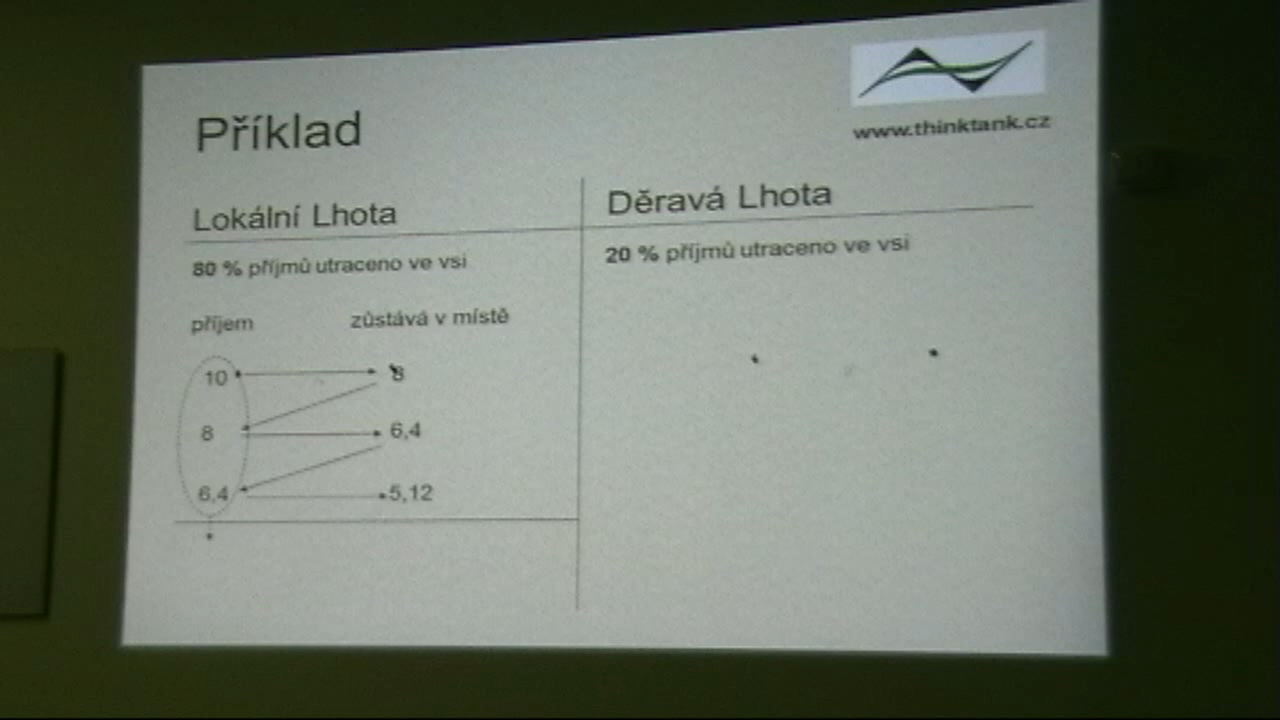 www.thinktank.cz
Příklad
Lokální Lhota
80 % příjmů utraceno ve vsi
příjem zůstává v místě
10 8
8 6,4
6,4 5,12
Děravá Lhota
20 % příjmů utraceno ve vsi